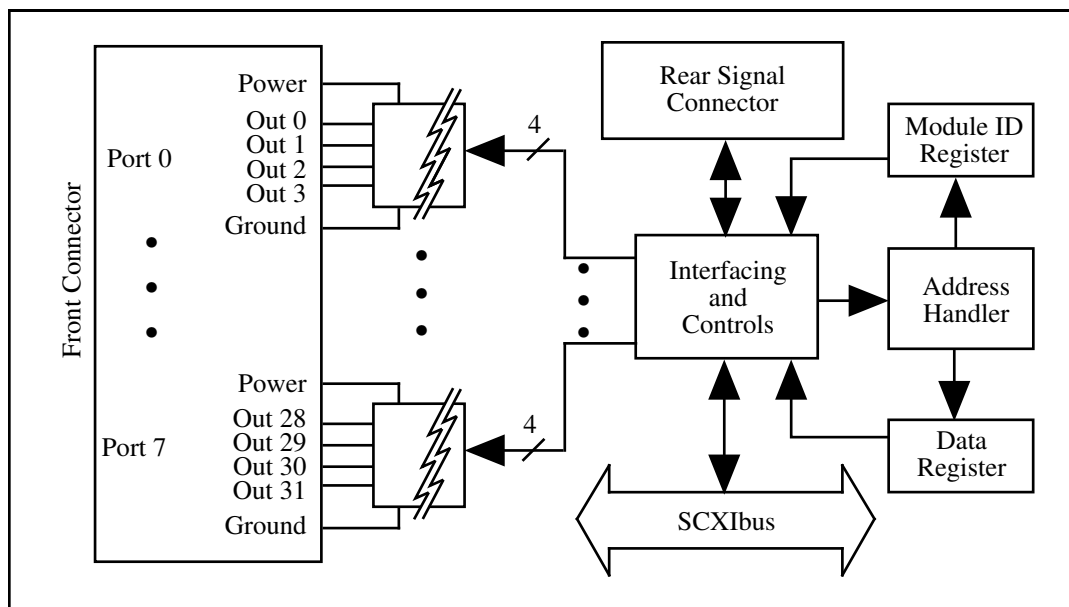 Front Connector
Port 0
Power
Out 0
Out 1
Out 2
Out 3
Ground
Port 7
Power
Out 28
Out 29
Out 30
Out 31
Ground
4
4
Rear Signal
Connector
Interfacing
and
Controls
Module ID
Register
Address
Handler
Data
Register
SCXIbus